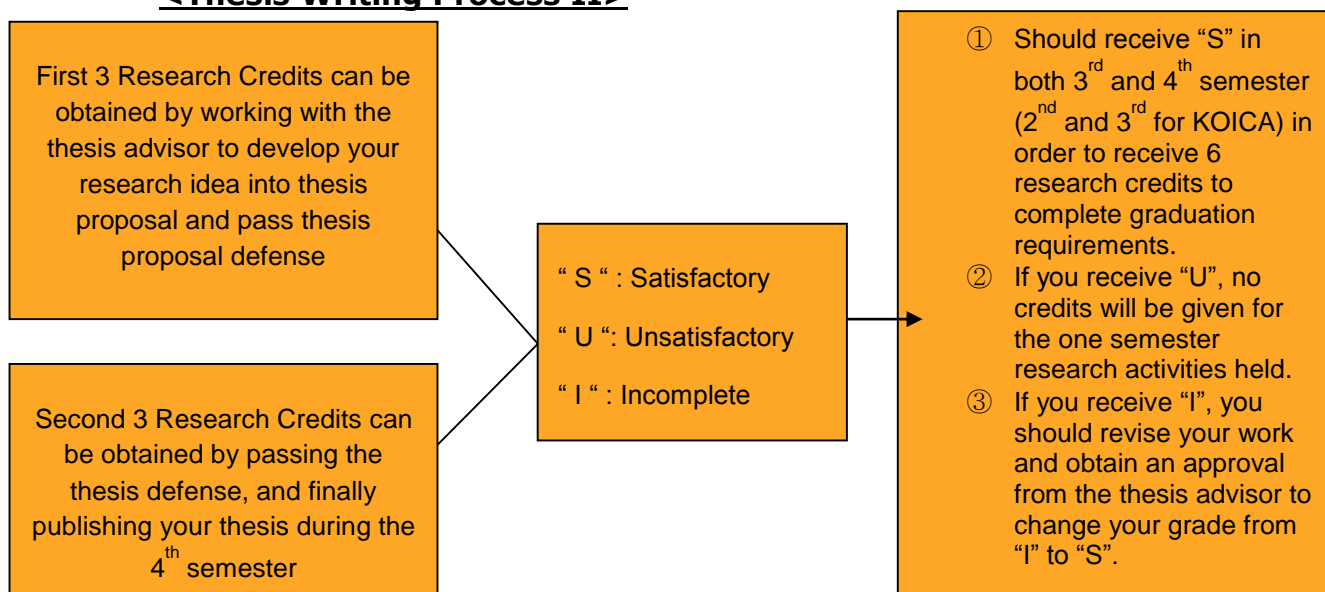 <Thesis Writing Process II>
First 3 Research Credits can be
obtained by working with the
thesis advisor to develop your
research idea into thesis
proposal and pass thesis
proposal defense
Second 3 Research Credits can
be obtained by passing the
thesis defense, and finally
publishing your thesis during the
4th semester
“ S “ : Satisfactory
“ U “: Unsatisfactory
“ I “ : Incomplete
① Should receive “S” in
both 3rd and 4th semester
(2nd and 3rd for KOICA) in
order to receive 6
research credits to
complete graduation
requirements.
② If you receive “U”, no
credits will be given for
the one semester
research activities held.
③ If you receive “I”, you
should revise your work
and obtain an approval
from the thesis advisor to
change your grade from
“I” to “S”.